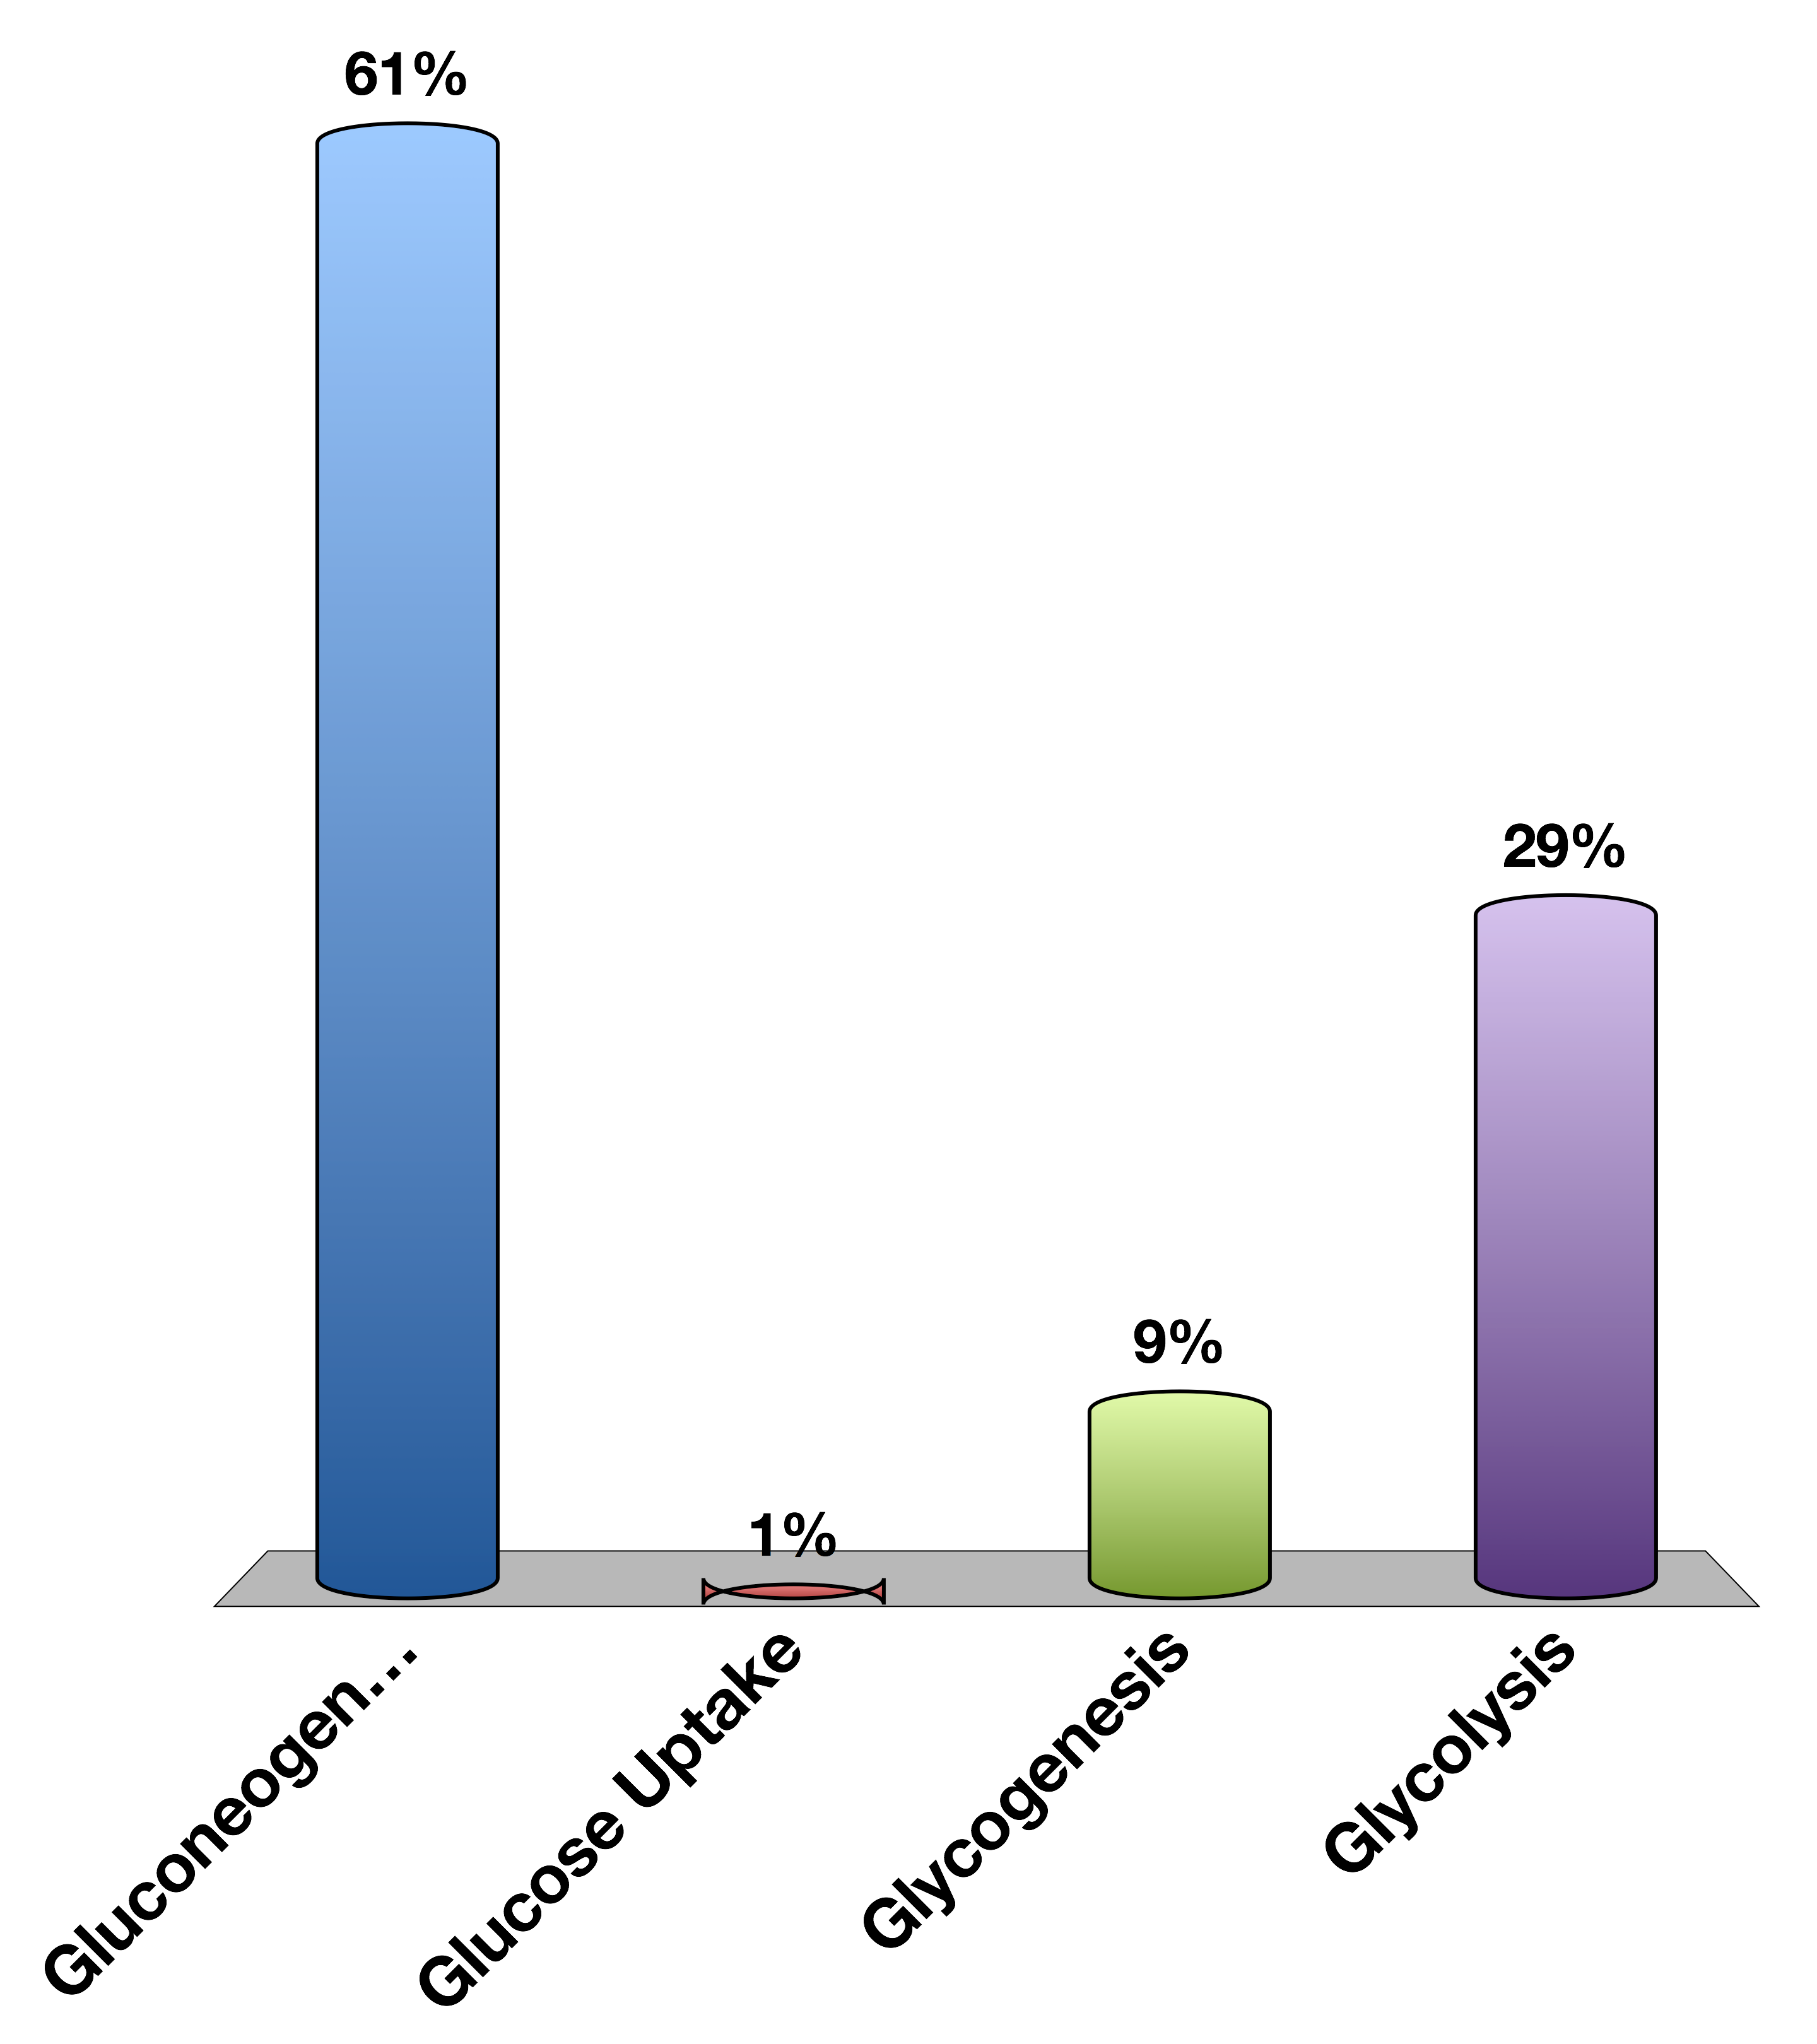 61%
29%
9%
1%
Gluconeogen...
Glucose Uptake
Glycogenesis
Glycolysis